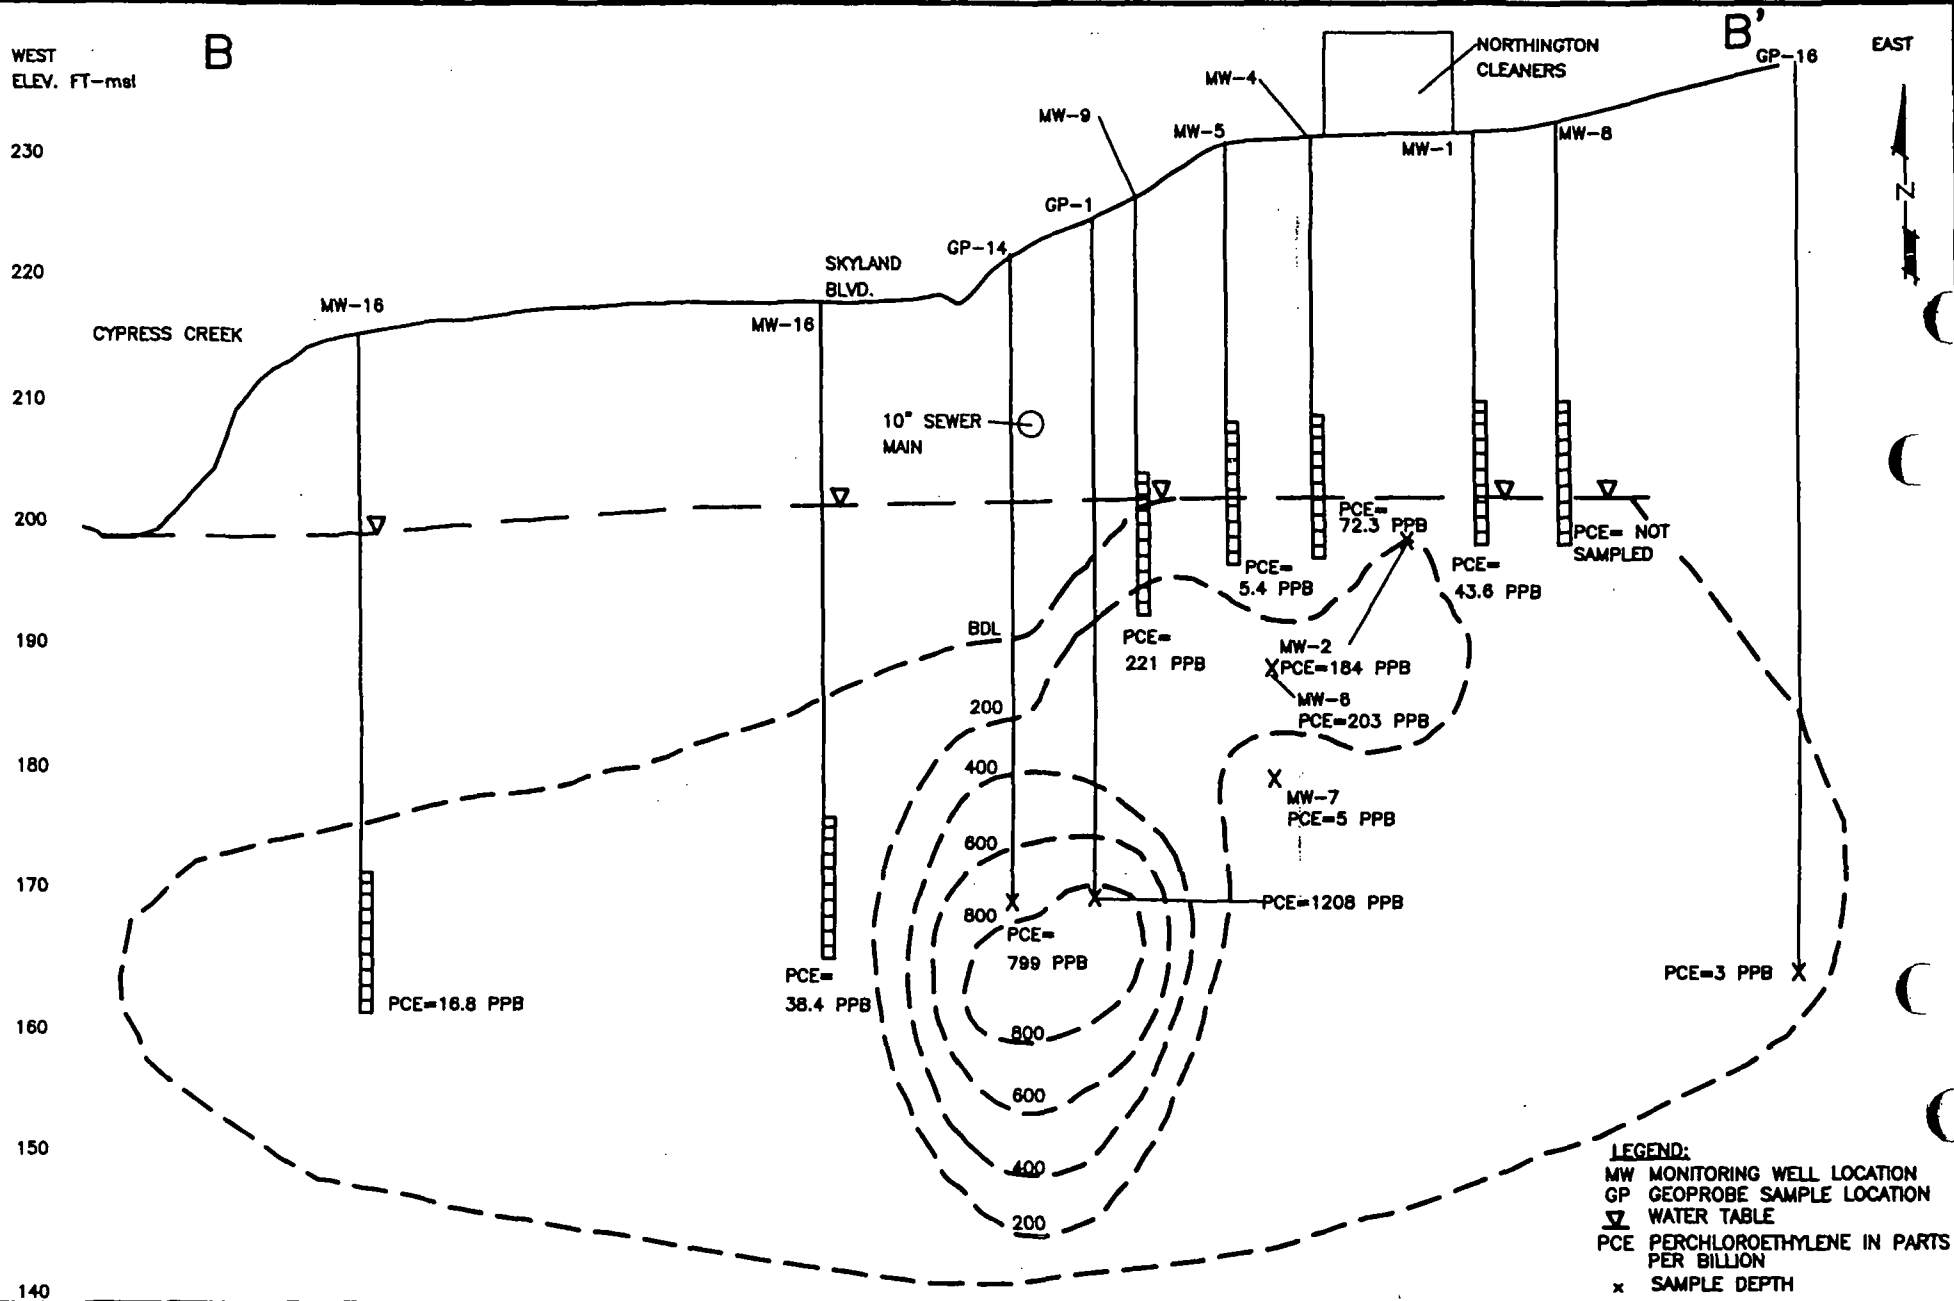 B
B'
WEST
ELEV. FT-msl
EAST
NORTHINGTON
CLEANERS
GP-16
MW-4
MW-9
MW-5
MW-1
MW-8
230
GP-1
N
GP-14
220
SKYLAND
BLVD.
MW-16
MW-16
CYPRESS CREEK
210
10" SEWER
MAIN
200
PCE=
72.3 PPB
PCE= NOT
SAMPLED
PCE=
5.4 PPB
PCE=
43.6 PPB
190
BDL
PCE=
221 PPB
MW-2
PCE=184 PPB
MW-6
PCE=203 PPB
200
180
400
MW-7
PCE=5 PPB
600
170
800
PCE=1208 PPB
PCE=
799 PPB
PCE=3 PPB
PCE=
38.4 PPB
PCE=16.8 PPB
160
800
600
150
400
200
140
LEGEND:
MW MONITORING WELL LOCATION
GP GEOPROBE SAMPLE LOCATION
WATER TABLE
PCE PERCHLOROETHYLENE IN PARTS
PER BILLION
x SAMPLE DEPTH